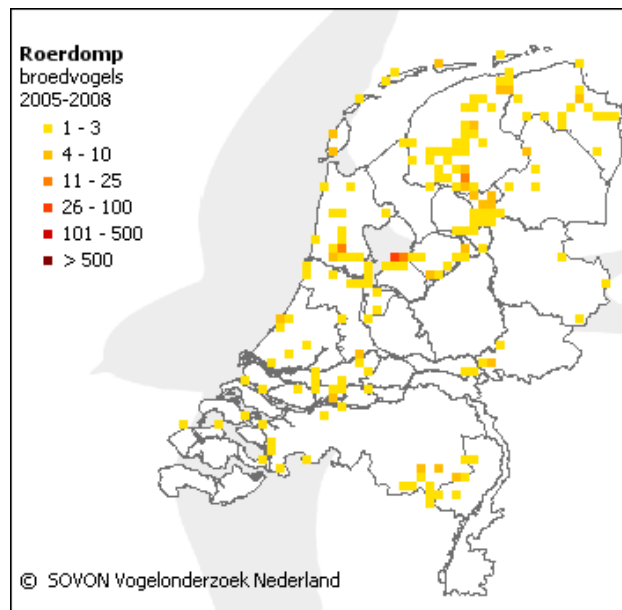 Roerdomp
broedvogels
2005-2008
1 - 3
4 - 10
11 - 25
26 - 100
101 - 500
> 500
© SOVON Vogelonderzoek Nederland